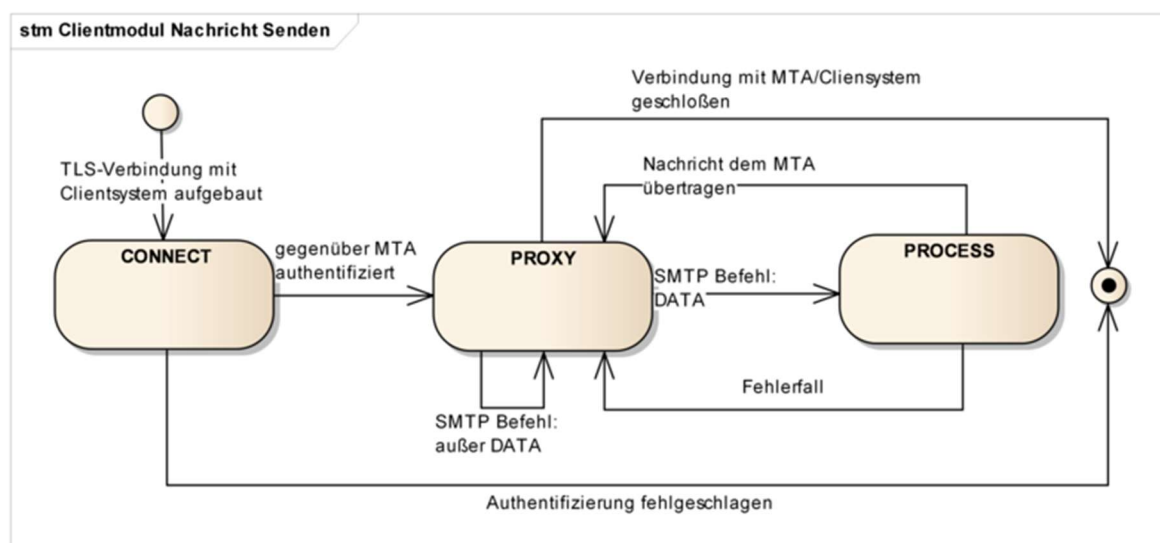 stm Clientmodul Nachricht Senden
Verbindung mit MTA/Cliensystem
geschloßen
TLS-Verbindung mit
Clientsystem aufgebaut
Nachricht dem MTA
übertragen
CONNECT
gegenüber MTA
authentifiziert
PROXY
SMTP Befehl:
DATA
PROCESS
Fehlerfall
SMTP Befehl:
außer DATA
Authentifizierung fehlgeschlagen